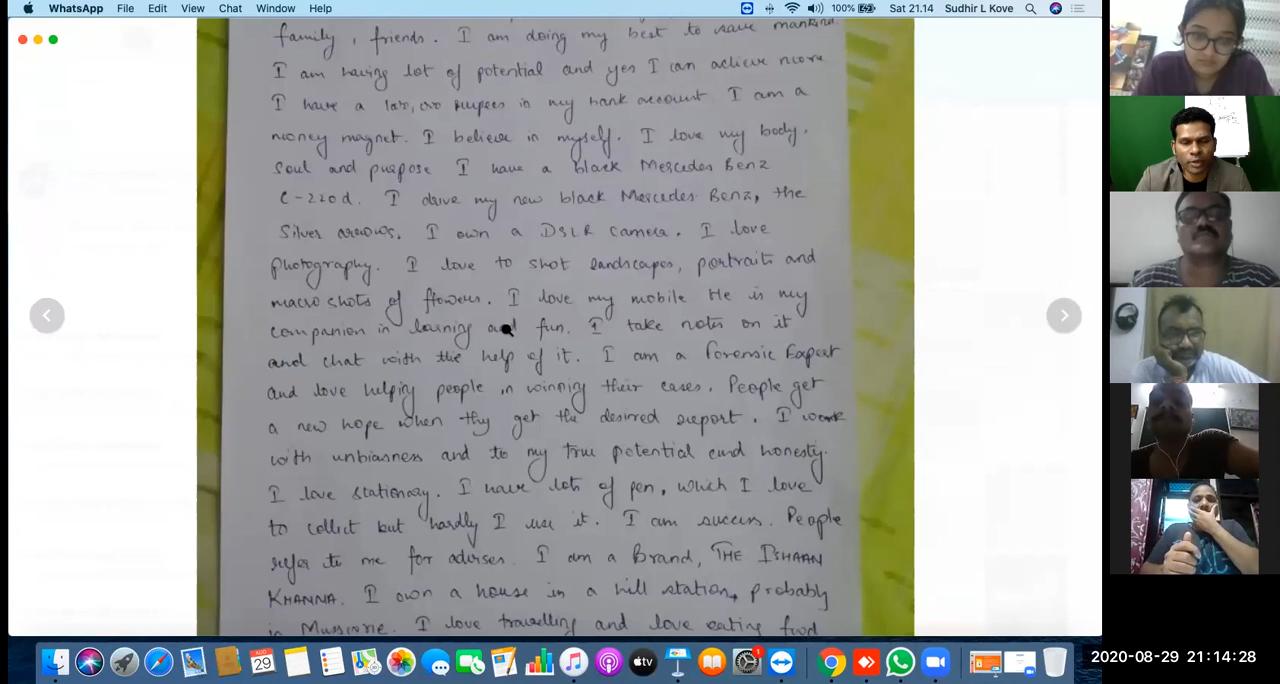 WhatsApp File Edit View Chat Window Help 100% Sat 21.14 Sudhir L Kove
family, friends. I am doing my best to save mankind.
I am having lot of potential and yes I can achieve more
I have a rupees in my bank account. I am a
money magnet. I believe in myself. I love my body.
Soul and purpose I have a black Mercedes Benz
C-220d. I drive my new black Mercedes Benz, the
Silver arrows. I own a DSLR camera. I love
photography. I love to shot landscapes, portraits and
macro shots of flowers. I love my mobile He is my
companion in learning and fun. I take notes on it
and chat with the help of it. I am a Forensic Expert
and love helping people in winning their cases. People get
a new hope when thy get the desired support. I work
with unbiasness and to my true potential and honesty.
I love stationary. I have lots of pen, which I love
to collect but hardly I use it. I am success. People
refer to me for advises. I am a Brand, THE ISHAAN
KHANNA. I own a house in a hill station, probably
in Mussorie. I love travelling and love eating food
AUG
29
tv
1
2020-08-29 21:14:28